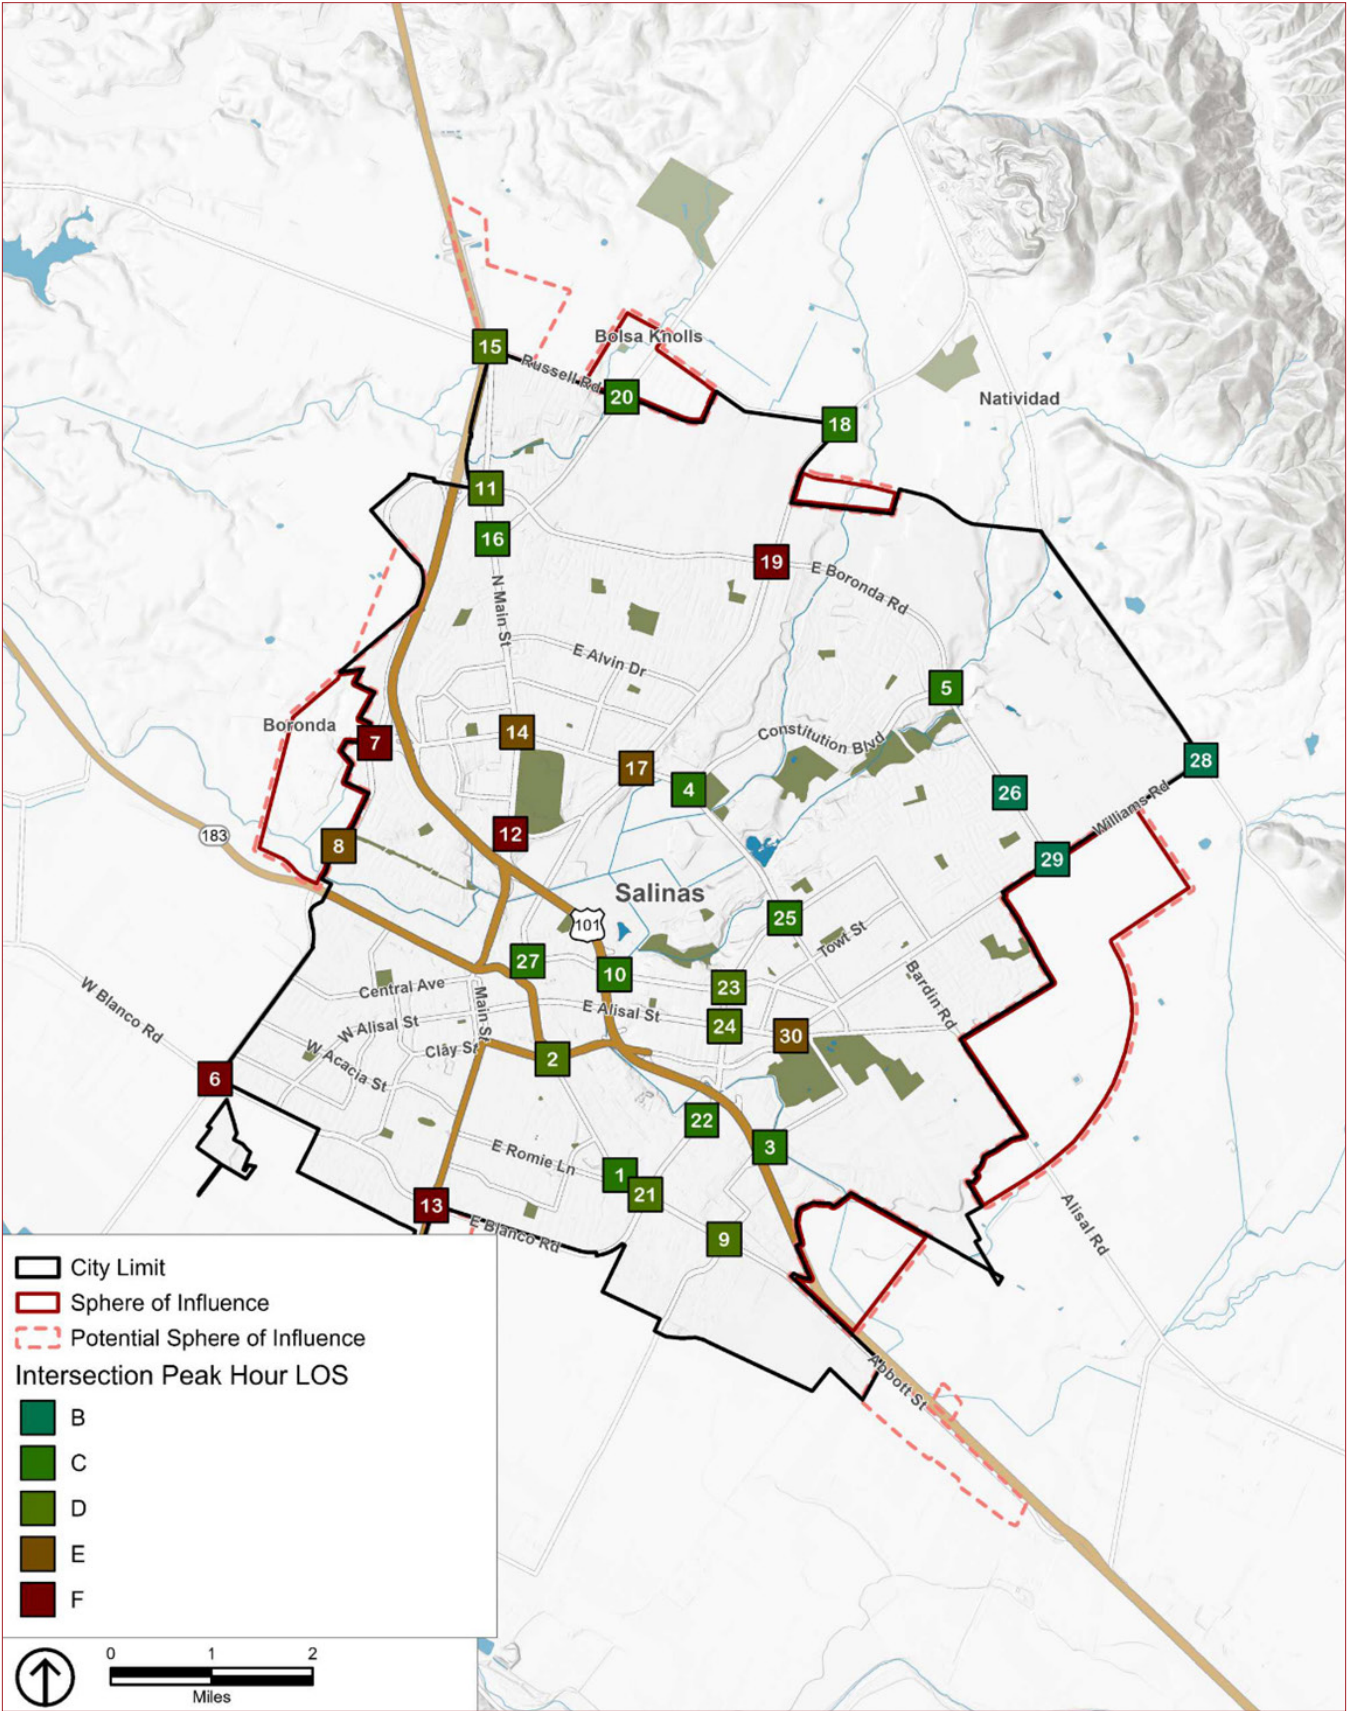 15
Bolsa Knolls
Russell Rd
20
18
Natividad
11
16
19
E Boronda Rd
N Main St
E Alvin Dr
5
Boronda
7
14
Constitution Blvd
17
4
28
26
Williams Rd
183
8
12
29
Salinas
101
25
Towt St
27
10
23
Bardin Rd
W Blanco Rd
Central Ave
Main St
E Alisal St
24
30
W Alisal St
Clay St
2
W Acacia St
6
22
3
E Romie Ln
1
21
13
E Blanco Rd
9
Alisal Rd
Abbott St
City Limit
Sphere of Influence
Potential Sphere of Influence
Intersection Peak Hour LOS
B
C
D
E
F
0 1 2
Miles